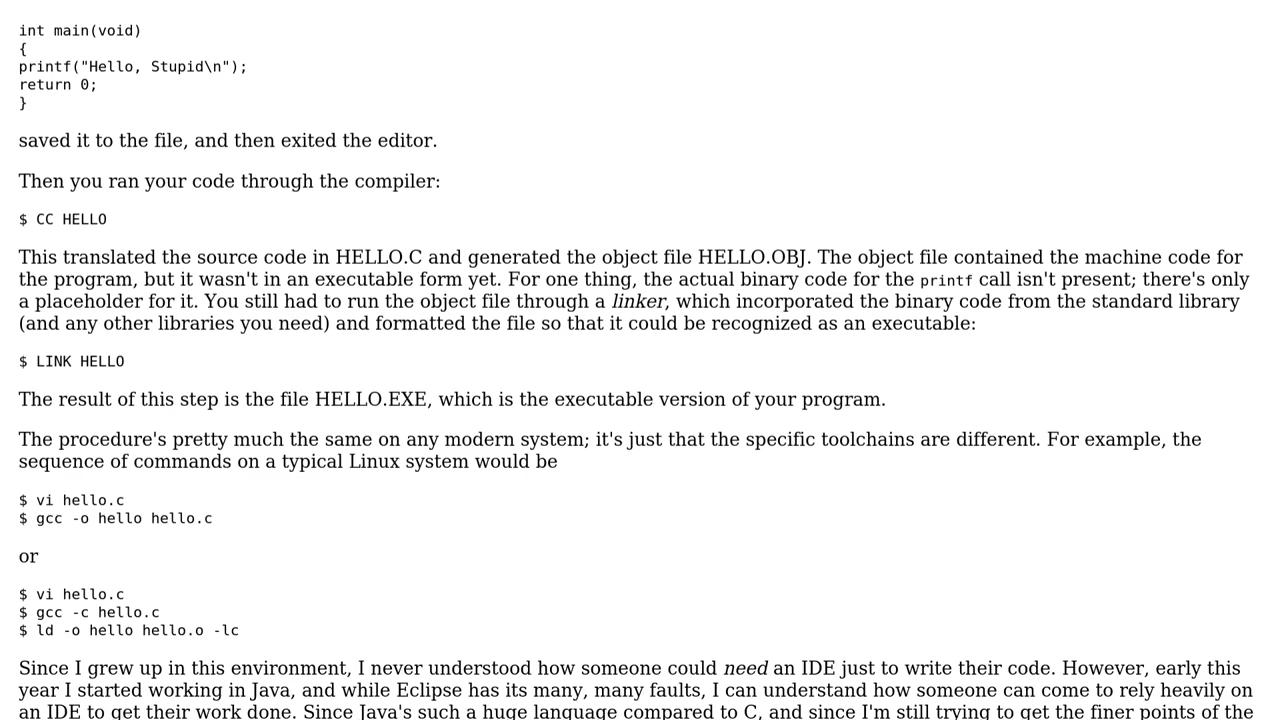 int main(void)
{
printf("Hello, Stupid\n");
return 0;
}
saved it to the file, and then exited the editor.
Then you ran your code through the compiler:
$ CC HELLO
This translated the source code in HELLO.C and generated the object file HELLO.OBJ. The object file contained the machine code for
the program, but it wasn't in an executable form yet. For one thing, the actual binary code for the printf call isn't present; there's only
a placeholder for it. You still had to run the object file through a linker, which incorporated the binary code from the standard library
(and any other libraries you need) and formatted the file so that it could be recognized as an executable:
$ LINK HELLO
The result of this step is the file HELLO.EXE, which is the executable version of your program.
The procedure's pretty much the same on any modern system; it's just that the specific toolchains are different. For example, the
sequence of commands on a typical Linux system would be
$ vi hello.c
$ gcc -o hello hello.c
or
$ vi hello.c
$ gcc -c hello.c
$ ld -o hello hello.o -lc
Since I grew up in this environment, I never understood how someone could need an IDE just to write their code. However, early this
year I started working in Java, and while Eclipse has its many, many faults, I can understand how someone can come to rely heavily on
an IDE to get their work done. Since Java's such a huge language compared to C, and since I'm still trying to get the finer points of the